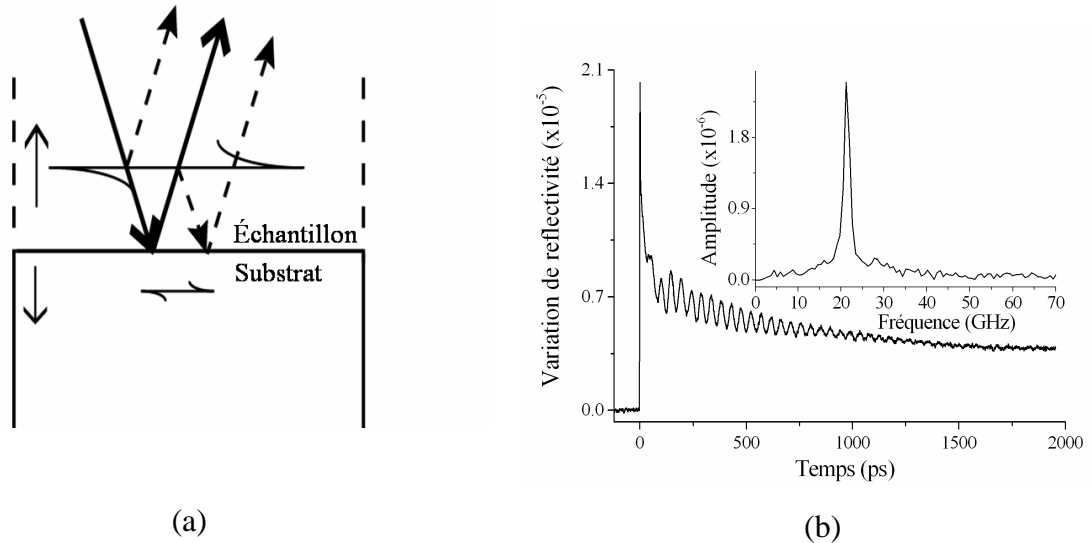 Échantillon
Substrat
(a)
Variation de reflectivité (x10⁻⁵)
2.1
1.4
0.7
0.0
0 500 1000 1500 2000
Temps (ps)
Amplitude (x10⁻⁶)
1.8
0.9
0.0
0 10 20 30 40 50 60 70
Fréquence (GHz)
(b)